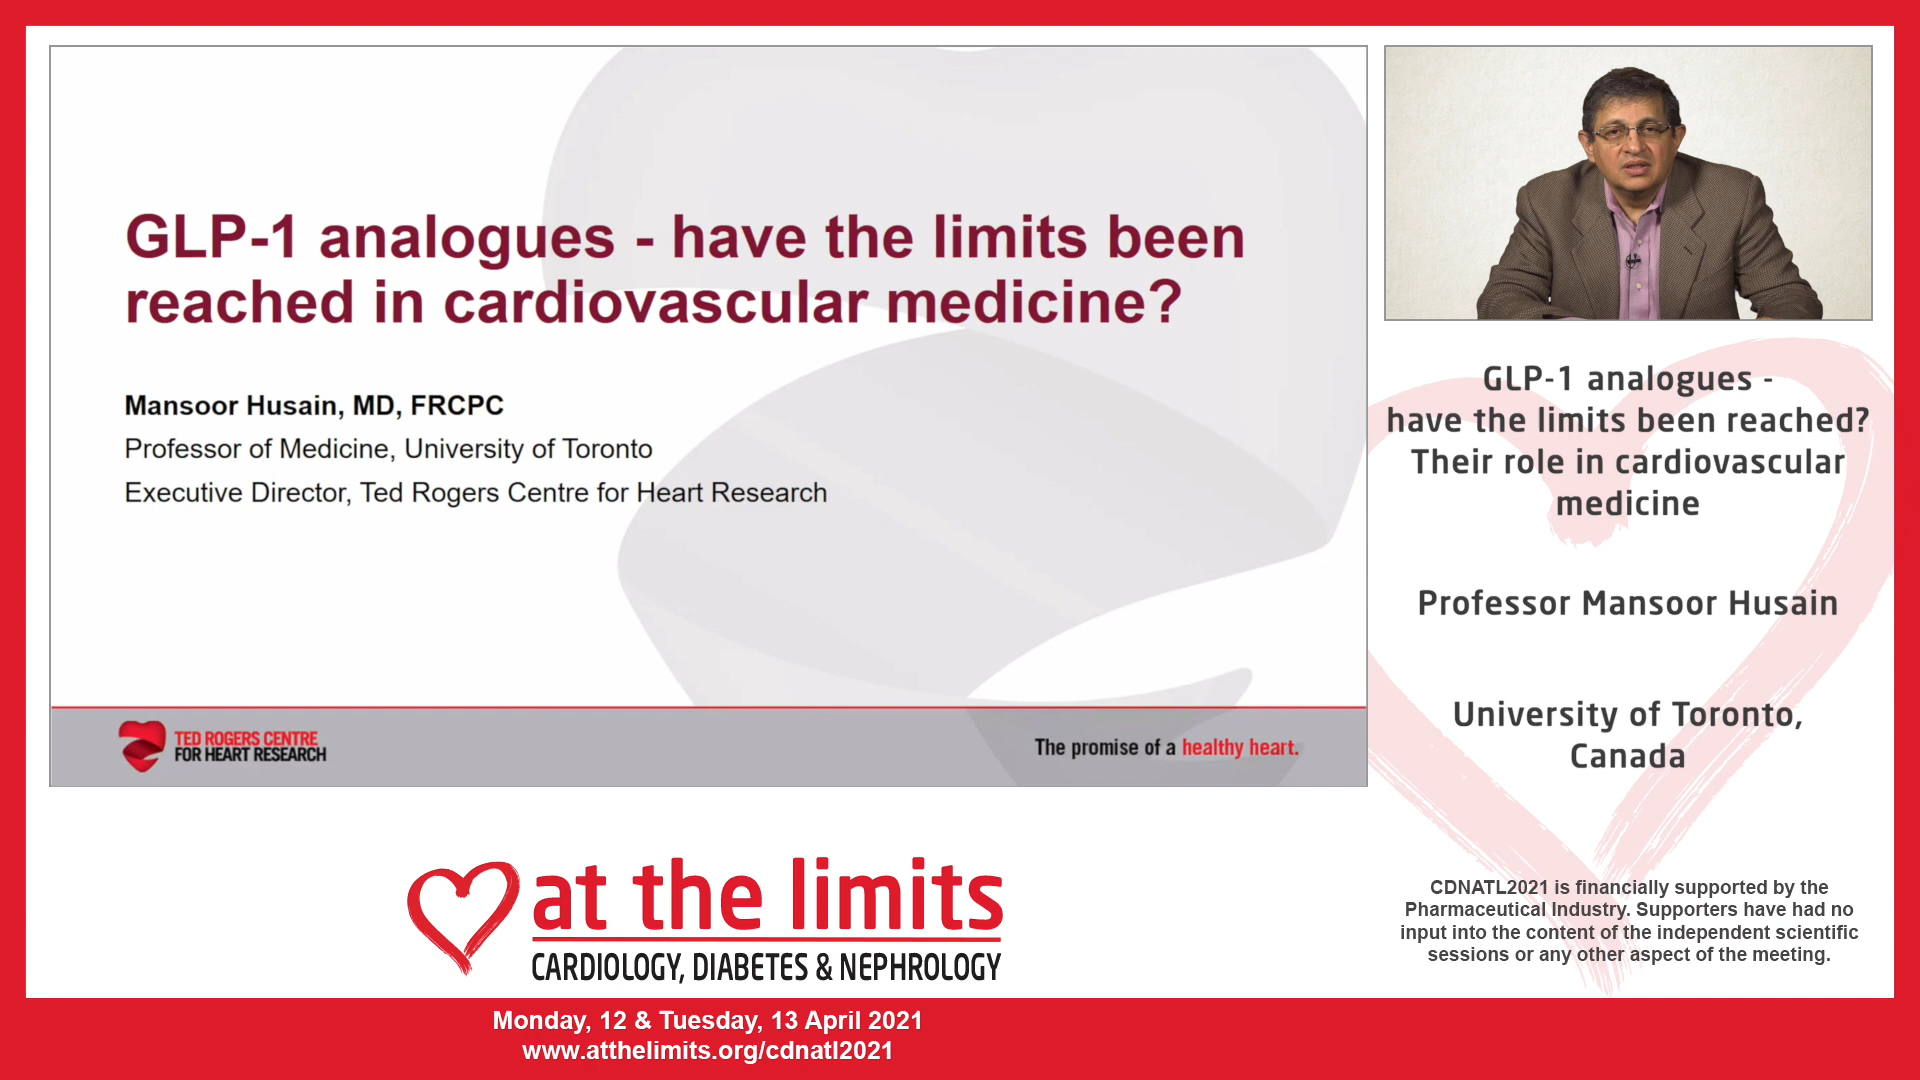 GLP-1 analogues - have the limits been
reached in cardiovascular medicine?
Mansoor Husain, MD, FRCPC
Professor of Medicine, University of Toronto
Executive Director, Ted Rogers Centre for Heart Research
TED ROGERS CENTRE
FOR HEART RESEARCH
The promise of a healthy heart.
GLP-1 analogues -
have the limits been reached?
Their role in cardiovascular
medicine
Professor Mansoor Husain
University of Toronto,
Canada
at the limits
CARDIOLOGY, DIABETES & NEPHROLOGY
CDNATL2021 is financially supported by the
Pharmaceutical Industry. Supporters have had no
input into the content of the independent scientific
sessions or any other aspect of the meeting.
Monday, 12 & Tuesday, 13 April 2021
www.atthelimits.org/cdnatl2021